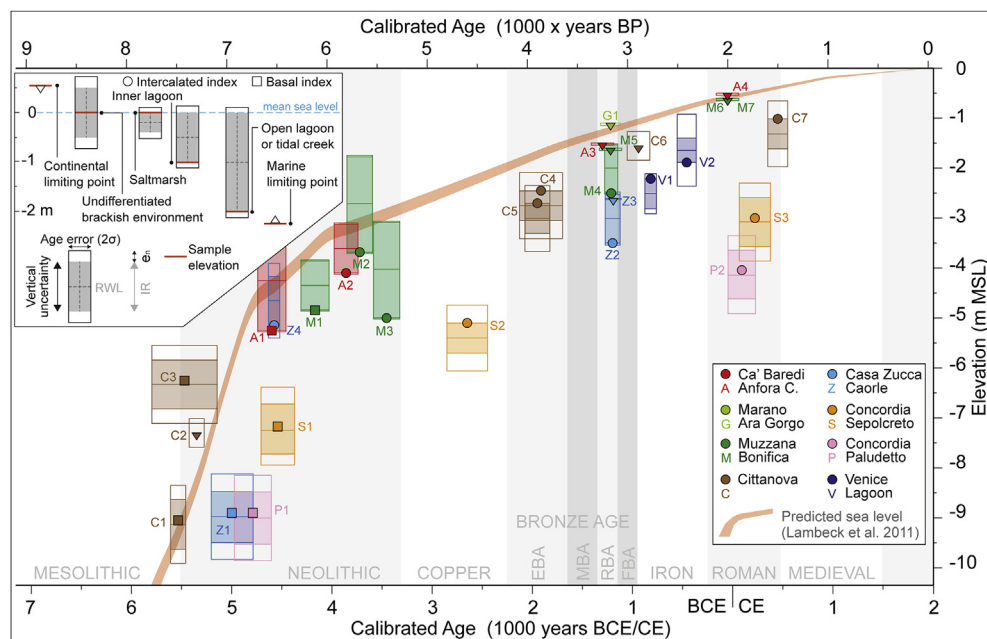 Calibrated Age (1000 x years BP)
9 8 7 6 5 4 3 2 1 0
Intercalated index Basal index
Inner lagoon
mean sea level
0
-1
-2 m
Open lagoon
or tidal creek
Continental
limiting point
Saltmarsh
Marine
limiting point
Undifferentiated
brackish environment
Age error (2σ)
Vertical
uncertainty
RWL
IR
Sample
elevation
A4
M6 M7
G1
A3
M5
C6
C7
V2
C4
C5
M4
Z3
V1
Z2
S3
P2
M2
A2
M1
M3
A1
Z4
S2
C3
C2
S1
C1
Z1
P1
0
-1
-2
-3
-4
-5
-6
-7
-8
-9
-10
Elevation (m MSL)
Ca' Baredi
A Anfora C.
Marano
G Ara Gorgo
Muzzana
M Bonifica
Cittanova
C
Casa Zucca
Z Caorle
Concordia
S Sepolcreto
Concordia
P Paludetto
Venice
V Lagoon
Predicted sea level
(Lambeck et al. 2011)
BRONZE AGE
MESOLITHIC NEOLITHIC COPPER EBA MBA RBA FBA IRON ROMAN MEDIEVAL
BCE CE
7 6 5 4 3 2 1 1 2
Calibrated Age (1000 years BCE/CE)